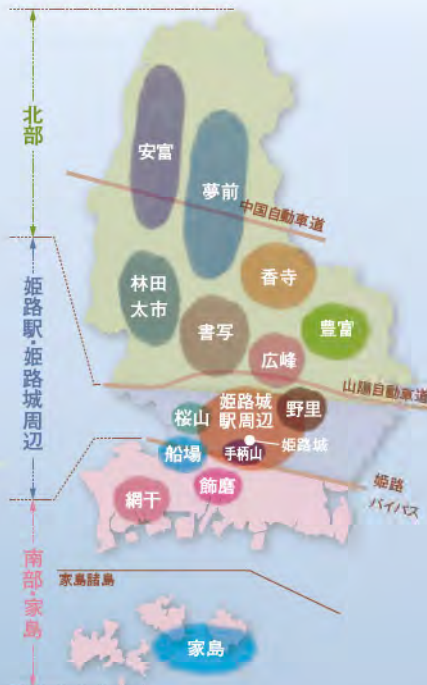 北部
安富
夢前
中国自動車道
林田
太市
香寺
書写
豊富
広峰
山陽自動車道
姫路駅・姫路城周辺
姫路城
駅周辺
野里
桜山
姫路城
船場
手柄山
姫路
バイパス
飾磨
網干
南部・家島
家島諸島
家島